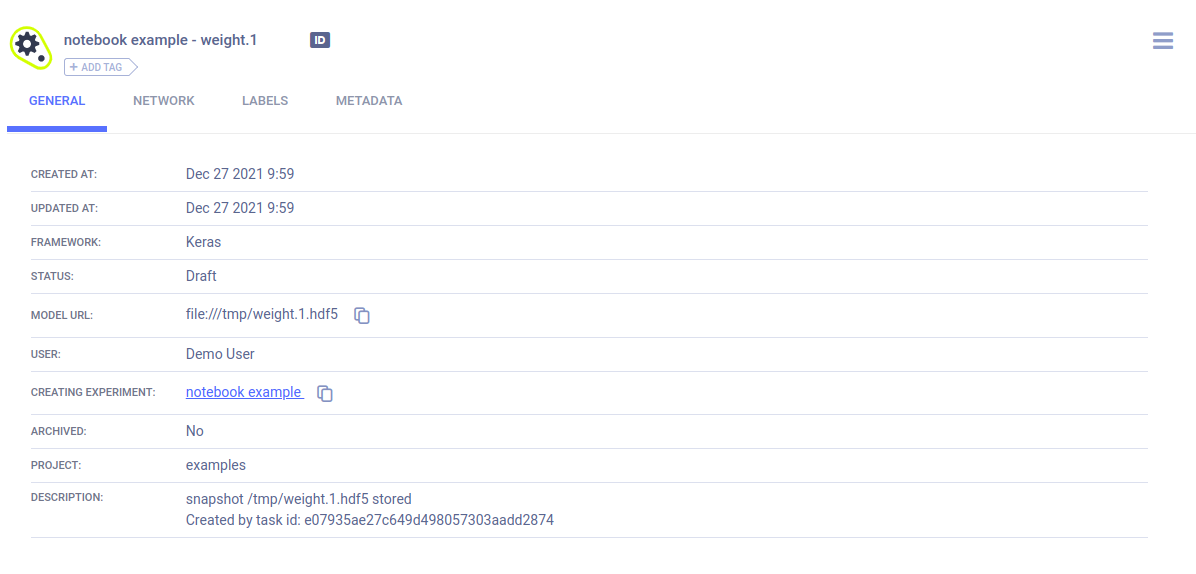 notebook example - weight.1
ID
+ ADD TAG
GENERAL NETWORK LABELS METADATA
CREATED AT: Dec 27 2021 9:59
UPDATED AT: Dec 27 2021 9:59
FRAMEWORK: Keras
STATUS: Draft
MODEL URL: file:///tmp/weight.1.hdf5
USER: Demo User
CREATING EXPERIMENT: notebook example
ARCHIVED: No
PROJECT: examples
DESCRIPTION: snapshot /tmp/weight.1.hdf5 stored
Created by task id: e07935ae27c649d498057303aadd2874